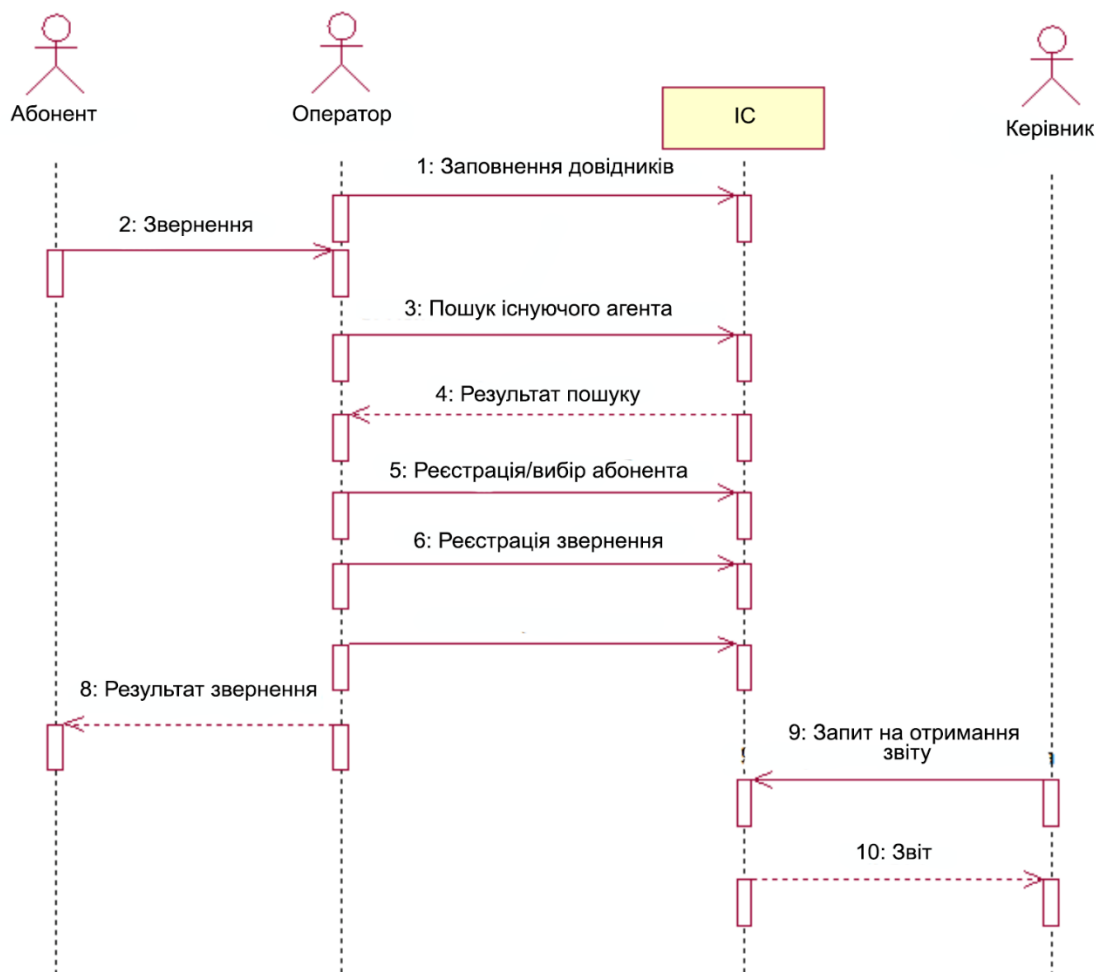 Абонент
Оператор
ІС
Керівник
1: Заповнення довідників
2: Звернення
3: Пошук існуючого агента
4: Результат пошуку
5: Реєстрація/вибір абонента
6: Реєстрація звернення
8: Результат звернення
9: Запит на отримання
звіту
10: Звіт